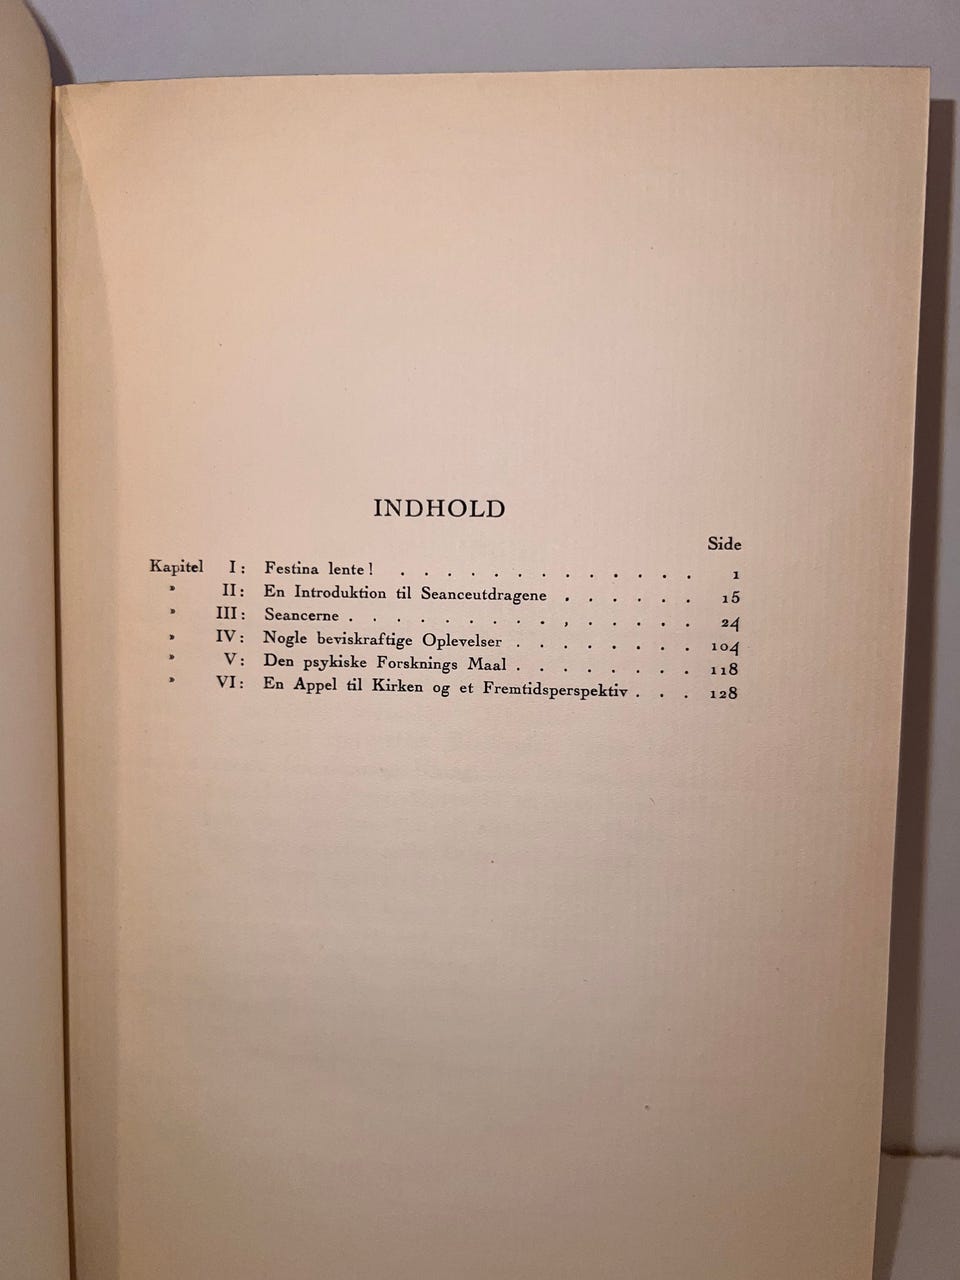 INDHOLD
Side
Kapitel I: Festina lente! . . . . . . . . . . . . . 1
» II: En Introduktion til Seanceutdragene . . . . . . 15
» III: Seancerne . . . . . . . . . , . . . . . 24
» IV: Nogle beviskraftige Oplevelser . . . . . . . . 104
» V: Den psykiske Forsknings Maal . . . . . . . . 118
» VI: En Appel til Kirken og et Fremtidsperspektiv . . . 128